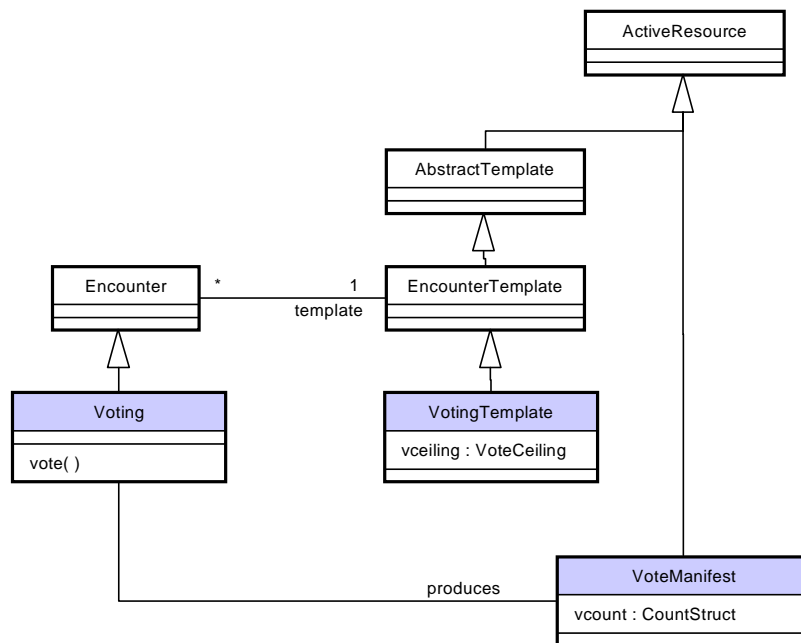 ActiveResource
AbstractTemplate
Encounter
*
1
template
EncounterTemplate
Voting
vote( )
VotingTemplate
vceiling : VoteCeiling
produces
VoteManifest
vcount : CountStruct